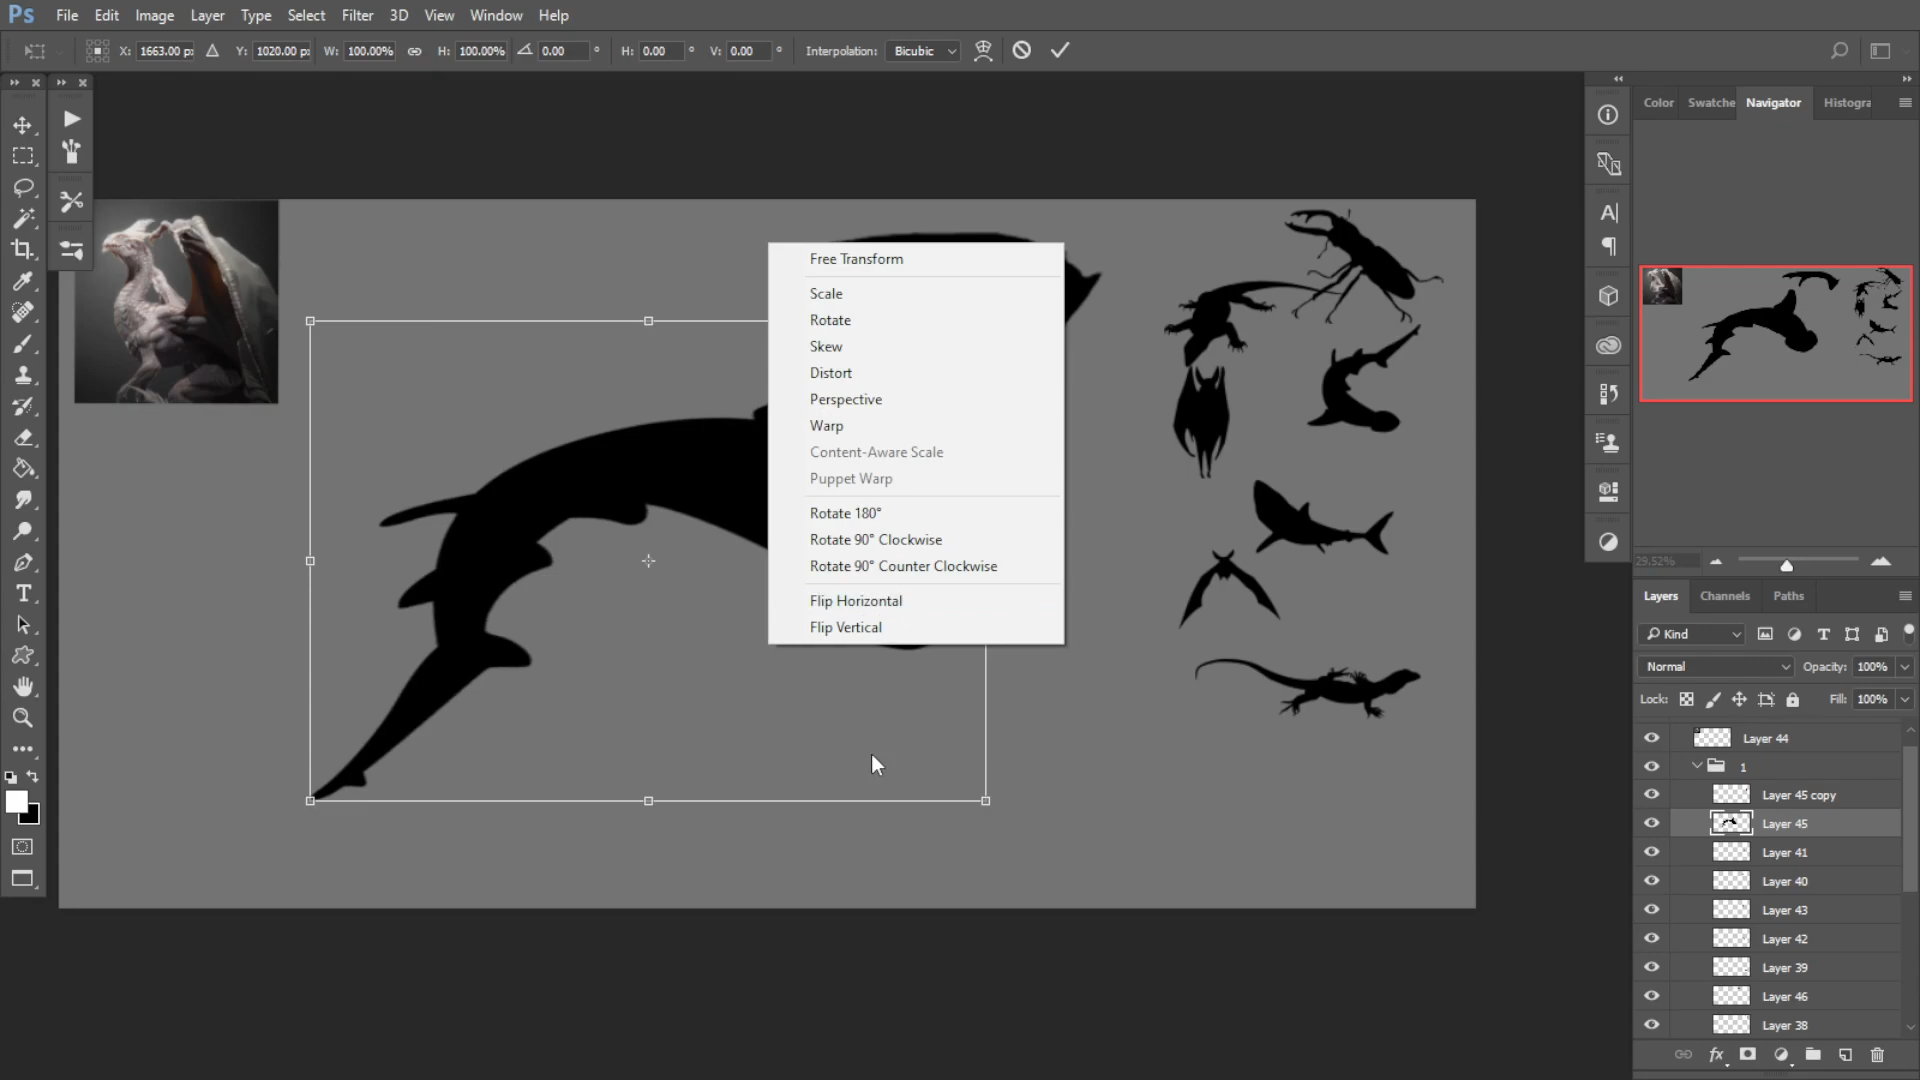 Ps File Edit Image Layer Type Select Filter 3D View Window Help
X: 1663.00 px Y: 1020.00 px W: 100.00% H: 100.00% 0.00 ° H: 0.00 ° V: 0.00 ° Interpolation: Bicubic
Color Swatche Navigator Histogra
Free Transform
Scale
Rotate
Skew
Distort
Perspective
Warp
Content-Aware Scale
Puppet Warp
Rotate 180°
Rotate 90° Clockwise
Rotate 90° Counter Clockwise
Flip Horizontal
Flip Vertical
29.52%
Layers Channels Paths
Kind
Normal Opacity: 100%
Lock: Fill: 100%
Layer 44
1
Layer 45 copy
Layer 45
Layer 41
Layer 40
Layer 43
Layer 42
Layer 39
Layer 46
Layer 38